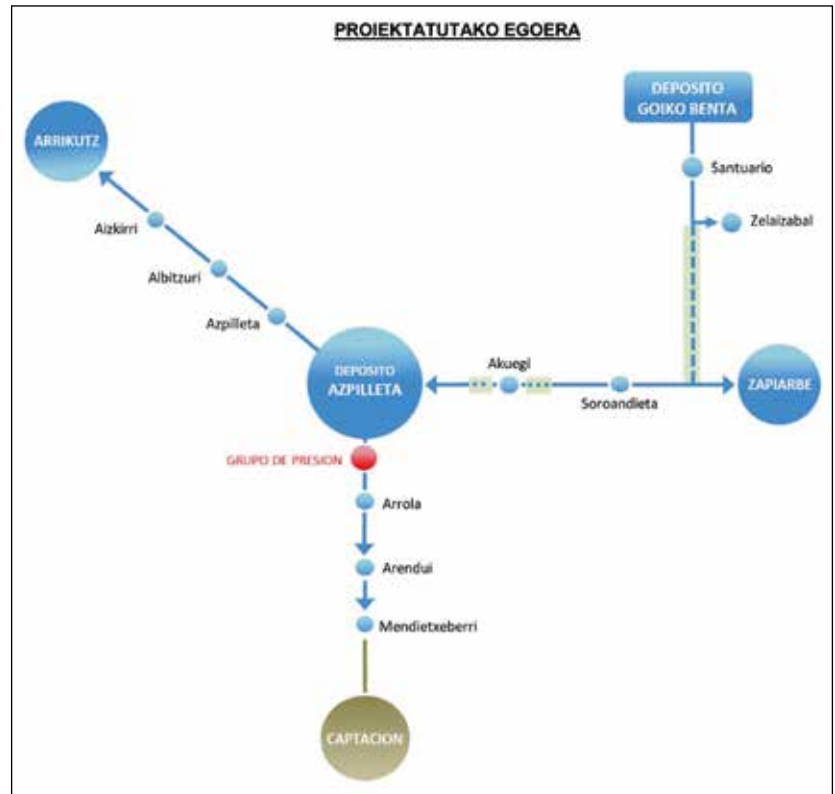 PROIEKTATUTAKO EGOERA
DEPOSITO
GOIKO BENTA
ARRIKUTZ
Santuario
Zelaizabal
Aizkirri
Albitzuri
Azpilleta
DEPOSITO
AZPILLETA
Akuegi
Soroandieta
ZAPIARBE
GRUPO DE PRESION
Arrola
Arendui
Mendietxeberri
CAPTACION